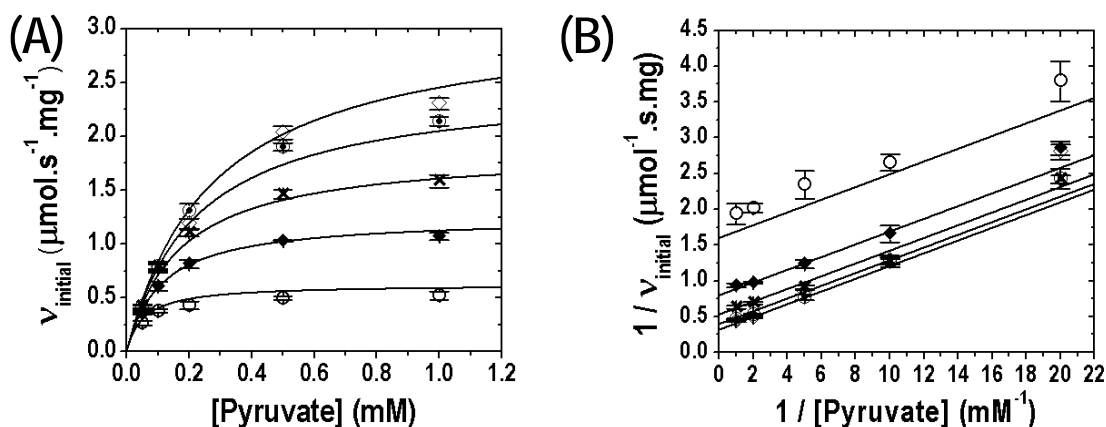 (A)
3.0
2.5
2.0
1.5
1.0
0.5
0.0
ν initial (μmol.s⁻¹.mg⁻¹)
0.0 0.2 0.4 0.6 0.8 1.0 1.2
[Pyruvate] (mM)
(B)
4.5
4.0
3.5
3.0
2.5
2.0
1.5
1.0
0.5
0.0
1 / ν initial (μmol⁻¹.s.mg)
0 2 4 6 8 10 12 14 16 18 20 22
1 / [Pyruvate] (mM⁻¹)